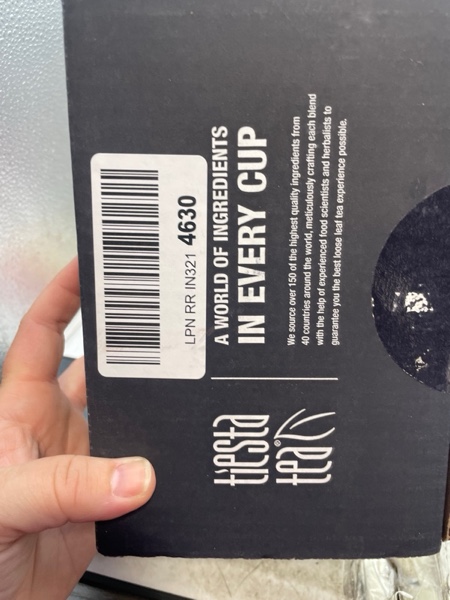 tiesta
tea®
A WORLD OF INGREDIENTS
IN EVERY CUP
We source over 150 of the highest quality ingredients from
40 countries around the world, meticulously crafting each blend
with the help of experienced food scientists and herbalists to
guarantee you the best loose leaf tea experience possible.
LPN RR IN321 4630